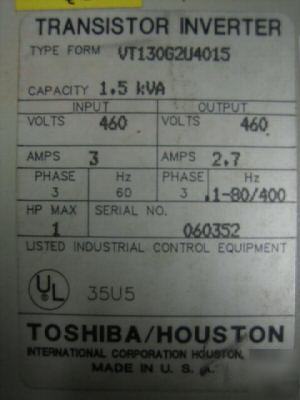 TRANSISTOR INVERTER
TYPE FORM VT130G2U4015
CAPACITY 1.5 kVA
INPUT OUTPUT
VOLTS 460 VOLTS 460
AMPS 3 AMPS 2.7
PHASE Hz PHASE Hz
3 60 3 .1-80/400
HP MAX SERIAL NO.
1 060352
LISTED INDUSTRIAL CONTROL EQUIPMENT
UL 35U5
TOSHIBA/HOUSTON
INTERNATIONAL CORPORATION HOUSTON,
MADE IN U. S. A.